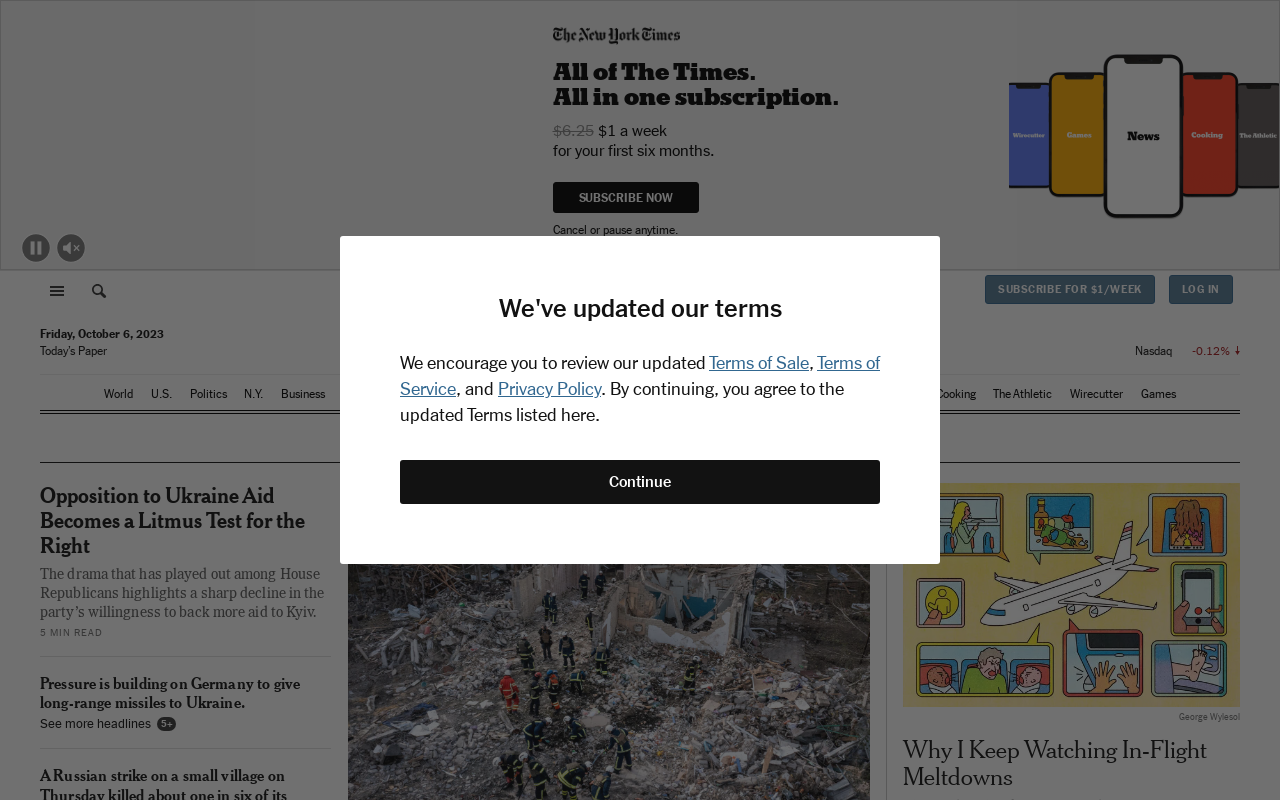 The New York Times
All of The Times.
All in one subscription.
$6.25 $1 a week
for your first six months.
SUBSCRIBE NOW
Cancel or pause anytime.
Wirecutter
Games
News
Cooking
The Athletic
SUBSCRIBE FOR $1/WEEK
LOG IN
Friday, October 6, 2023
Today's Paper
Nasdaq -0.12%
World U.S. Politics N.Y. Business
Cooking The Athletic Wirecutter Games
We've updated our terms
We encourage you to review our updated Terms of Sale, Terms of
Service, and Privacy Policy. By continuing, you agree to the
updated Terms listed here.
Continue
Opposition to Ukraine Aid
Becomes a Litmus Test for the
Right
The drama that has played out among House
Republicans highlights a sharp decline in the
party's willingness to back more aid to Kyiv.
5 MIN READ
Pressure is building on Germany to give
long-range missiles to Ukraine.
See more headlines 5+
A Russian strike on a small village on
Thursday killed about one in six of its
George Wylesol
Why I Keep Watching In-Flight
Meltdowns